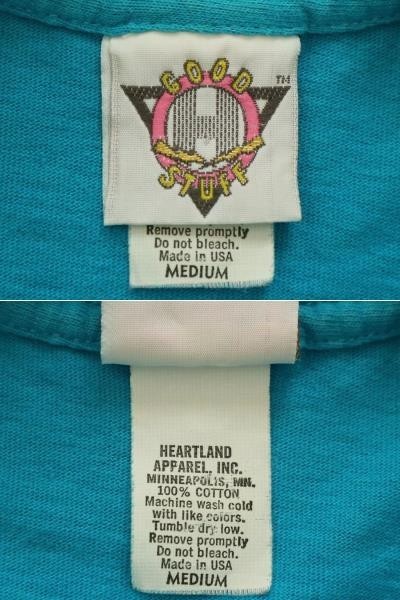 GOOD
TM
H
STUFF
Remove promptly
Do not bleach.
Made in USA
MEDIUM
HEARTLAND
APPAREL, INC.
MINNEAPOLIS, MN.
100% COTTON
Machine wash cold
with like colors.
Tumble dry low.
Remove promptly
Do not bleach.
Made in USA
MEDIUM